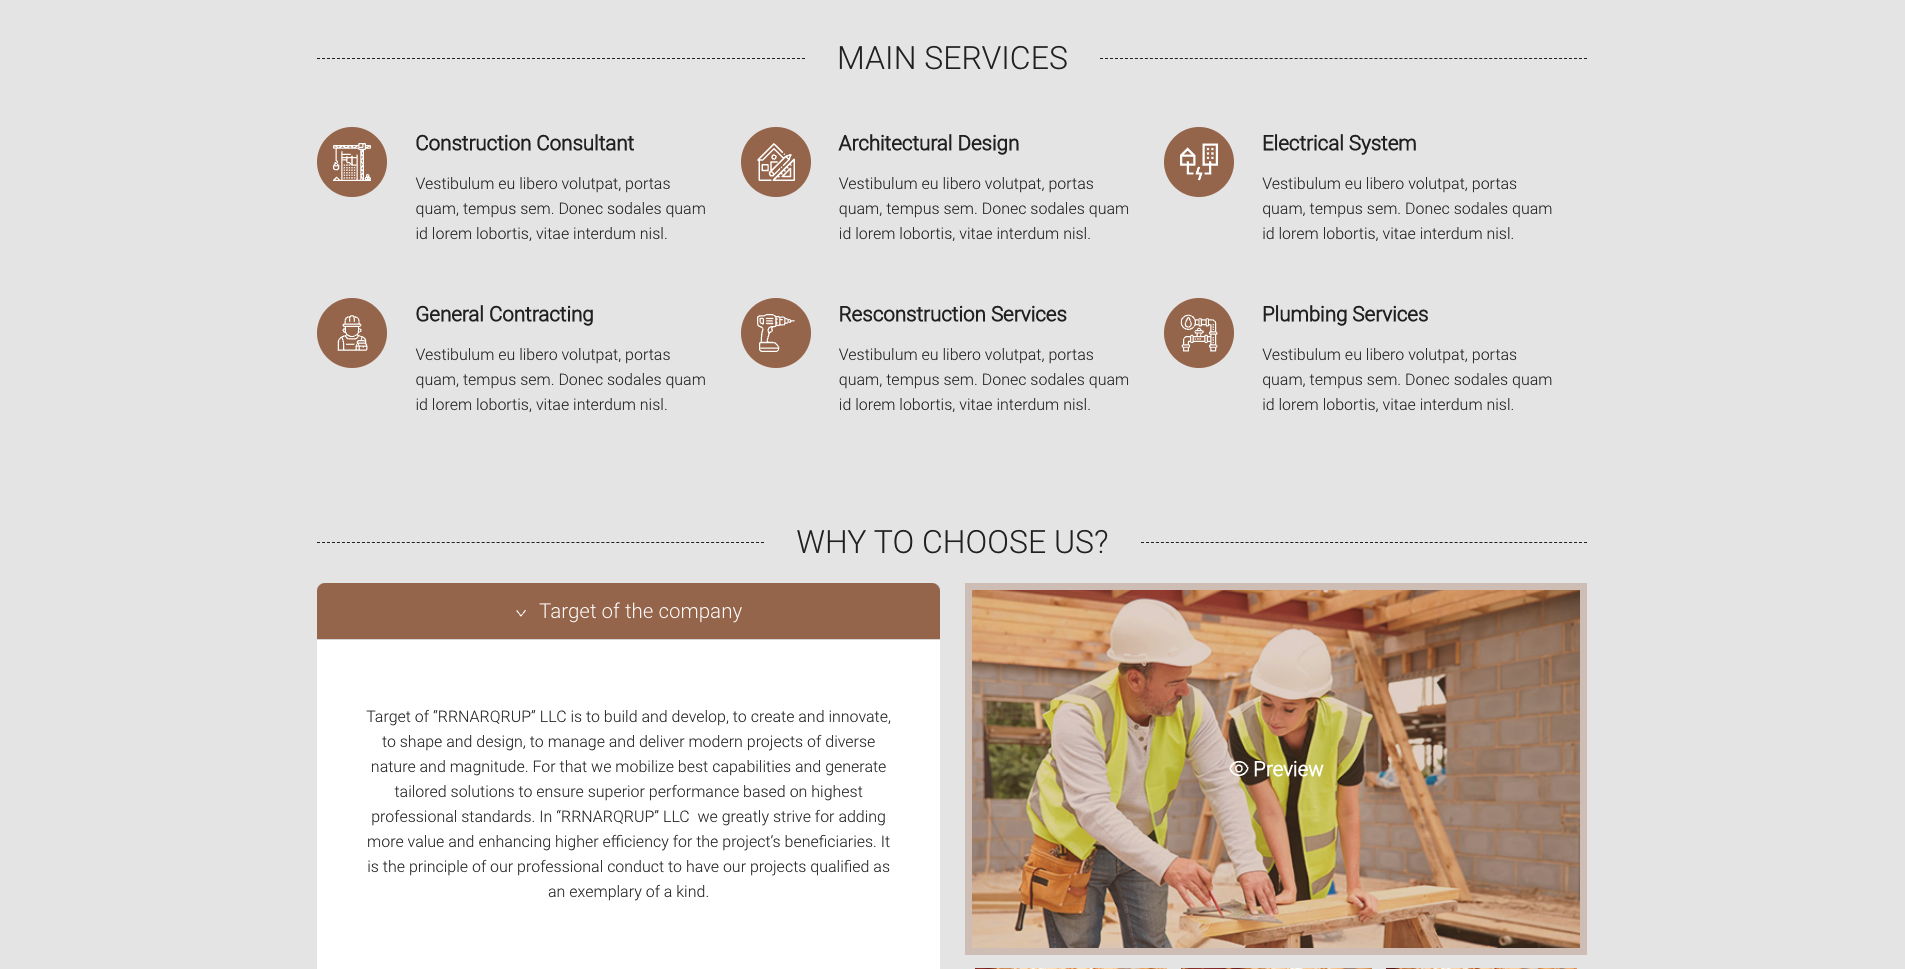 MAIN SERVICES
Construction Consultant
Vestibulum eu libero volutpat, portas
quam, tempus sem. Donec sodales quam
id lorem lobortis, vitae interdum nisl.
Architectural Design
Vestibulum eu libero volutpat, portas
quam, tempus sem. Donec sodales quam
id lorem lobortis, vitae interdum nisl.
Electrical System
Vestibulum eu libero volutpat, portas
quam, tempus sem. Donec sodales quam
id lorem lobortis, vitae interdum nisl.
General Contracting
Vestibulum eu libero volutpat, portas
quam, tempus sem. Donec sodales quam
id lorem lobortis, vitae interdum nisl.
Resconstruction Services
Vestibulum eu libero volutpat, portas
quam, tempus sem. Donec sodales quam
id lorem lobortis, vitae interdum nisl.
Plumbing Services
Vestibulum eu libero volutpat, portas
quam, tempus sem. Donec sodales quam
id lorem lobortis, vitae interdum nisl.
WHY TO CHOOSE US?
Target of the company
Target of “RRNARQRUP” LLC is to build and develop, to create and innovate,
to shape and design, to manage and deliver modern projects of diverse
nature and magnitude. For that we mobilize best capabilities and generate
tailored solutions to ensure superior performance based on highest
professional standards. In “RRNARQRUP” LLC  we greatly strive for adding
more value and enhancing higher efficiency for the project’s beneficiaries. It
is the principle of our professional conduct to have our projects qualified as
an exemplary of a kind.
Preview